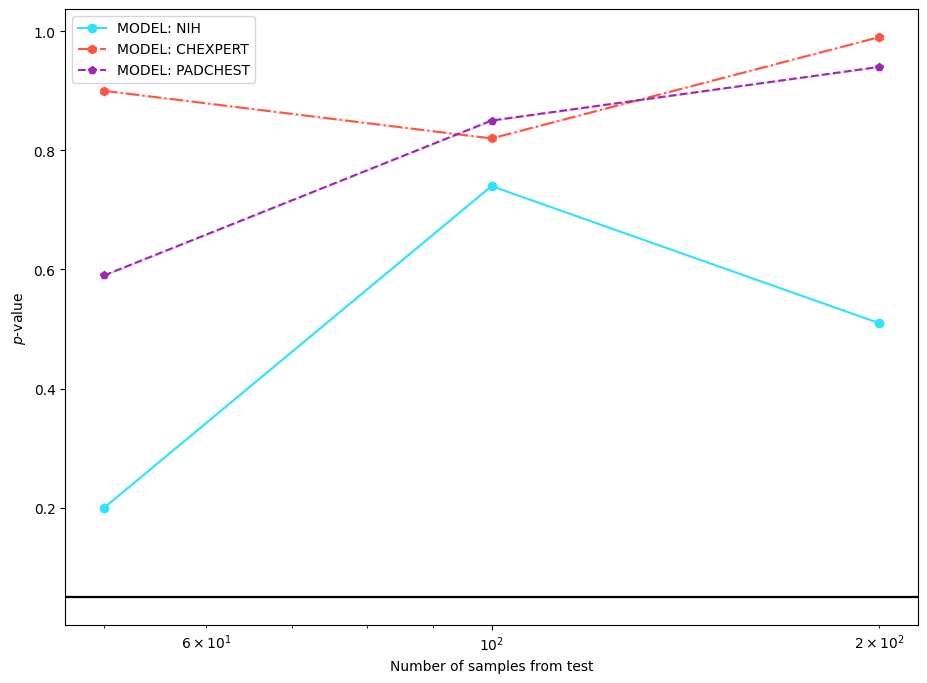 MODEL: NIH
MODEL: CHEXPERT
MODEL: PADCHEST
1.0
0.8
0.6
0.4
0.2
p-value
6 × 10¹
10²
2 × 10²
Number of samples from test